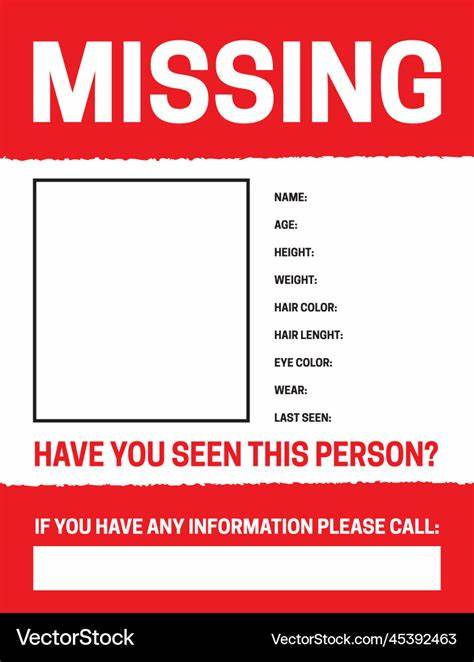 MISSING
NAME:
AGE:
HEIGHT:
WEIGHT:
HAIR COLOR:
HAIR LENGHT:
EYE COLOR:
WEAR:
LAST SEEN:
HAVE YOU SEEN THIS PERSON?
IF YOU HAVE ANY INFORMATION PLEASE CALL:
VectorStock
VectorStock.com/45392463